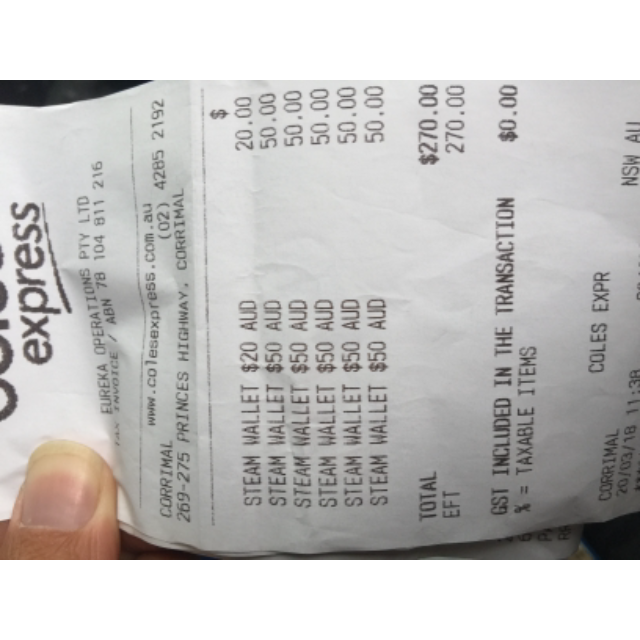 express
EUREKA OPERATIONS PTY LTD
TAX INVOICE / ABN 78 104 811 216
www.colesexpress.com.au
CORRIMAL (02) 4285 2192
269-275 PRINCES HIGHWAY, CORRIMAL
$
STEAM WALLET $20 AUD 20.00
STEAM WALLET $50 AUD 50.00
STEAM WALLET $50 AUD 50.00
STEAM WALLET $50 AUD 50.00
STEAM WALLET $50 AUD 50.00
STEAM WALLET $50 AUD 50.00
TOTAL $270.00
EFT 270.00
GST INCLUDED IN THE TRANSACTION $0.00
% = TAXABLE ITEMS
COLES EXPR
CORRIMAL NSW AU
20/03/18 11:38